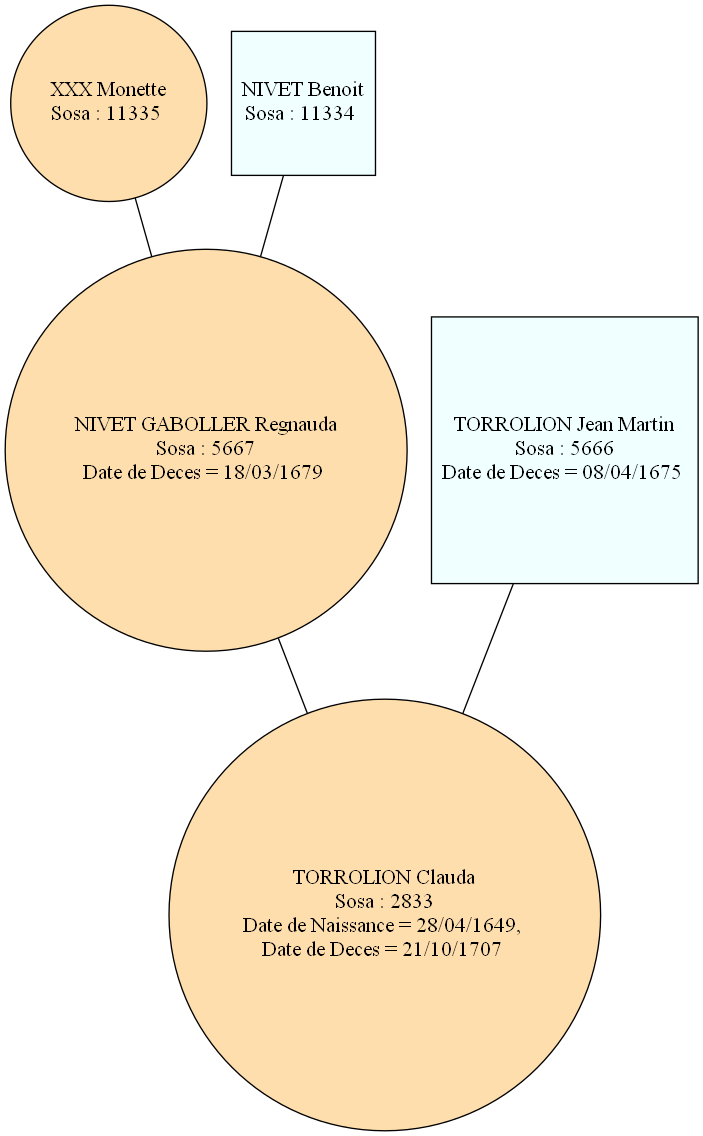 XXX Monette
Sosa : 11335
NIVET Benoit
Sosa : 11334
NIVET GABOLLER Regnauda
Sosa : 5667
Date de Deces = 18/03/1679
TORROLION Jean Martin
Sosa : 5666
Date de Deces = 08/04/1675
TORROLION Clauda
Sosa : 2833
Date de Naissance = 28/04/1649,
Date de Deces = 21/10/1707